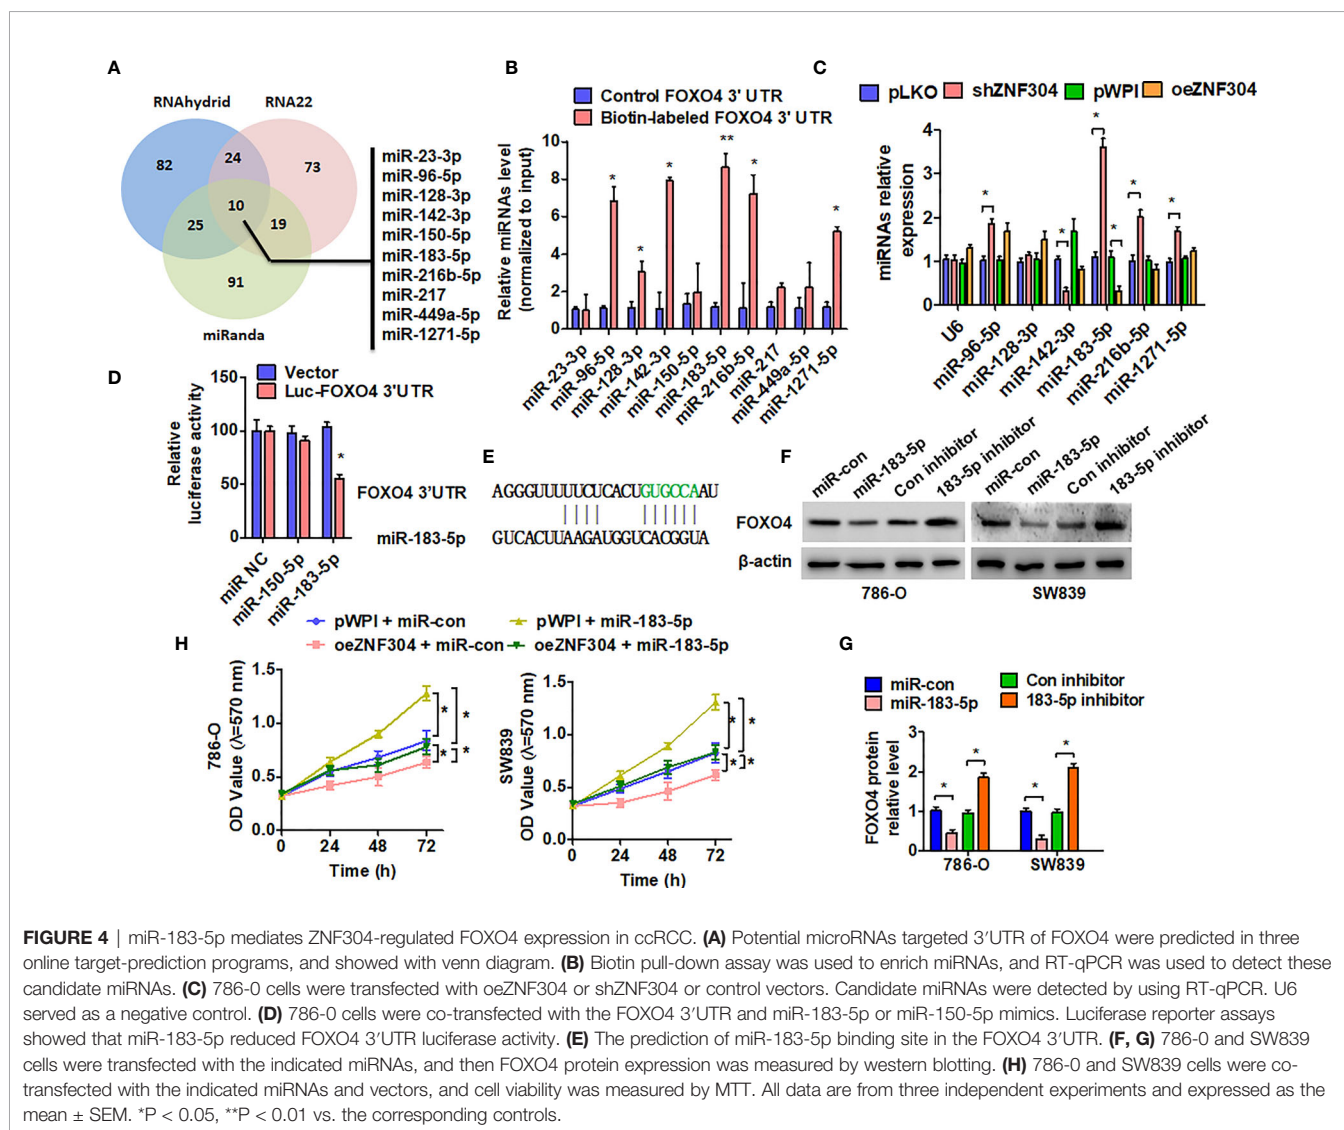 A
RNAhydrid
RNA22
82
24
73
10
25
19
91
miRanda
miR-23-3p
miR-96-5p
miR-128-3p
miR-142-3p
miR-150-5p
miR-183-5p
miR-216b-5p
miR-217
miR-449a-5p
miR-1271-5p
B
Control FOXO4 3' UTR
Biotin-labeled FOXO4 3' UTR
Relative miRNAs level
(normalized to input)
10
8
6
4
2
0
* * * ** * *
miR-23-3p
miR-96-5p
miR-128-3p
miR-142-3p
miR-150-5p
miR-183-5p
miR-216b-5p
miR-217
miR-449a-5p
miR-1271-5p
C
pLKO shZNF304 pWPI oeZNF304
miRNAs relative
expression
4
3
2
1
0
* * * * * *
U6
miR-96-5p
miR-128-3p
miR-142-3p
miR-183-5p
miR-216b-5p
miR-1271-5p
D
Vector
Luc-FOXO4 3'UTR
Relative
luciferase activity
150
100
50
0
*
miR NC
miR-150-5p
miR-183-5p
E
FOXO4 3'UTR AGGGUUUUUCUCACUGUGCCAAU
miR-183-5p GUCACUUAAGAUGGUCACGGUA
F
miR-con miR-183-5p Con inhibitor 183-5p inhibitor miR-con miR-183-5p Con inhibitor 183-5p inhibitor
FOXO4
β-actin
786-O SW839
G
miR-con Con inhibitor
miR-183-5p 183-5p inhibitor
FOXO4 protein
relative level
3
2
1
0
* * * *
786-O SW839
H
pWPI + miR-con pWPI + miR-183-5p
oeZNF304 + miR-con oeZNF304 + miR-183-5p
786-O
OD Value (λ=570 nm)
1.5
1.0
0.5
0.0
* * * *
0 24 48 72
Time (h)
SW839
OD Value (λ=570 nm)
1.5
1.0
0.5
0.0
* * * *
0 24 48 72
Time (h)
FIGURE 4 | miR-183-5p mediates ZNF304-regulated FOXO4 expression in ccRCC. (A) Potential microRNAs targeted 3′UTR of FOXO4 were predicted in three
online target-prediction programs, and showed with venn diagram. (B) Biotin pull-down assay was used to enrich miRNAs, and RT-qPCR was used to detect these
candidate miRNAs. (C) 786-0 cells were transfected with oeZNF304 or shZNF304 or control vectors. Candidate miRNAs were detected by using RT-qPCR. U6
served as a negative control. (D) 786-0 cells were co-transfected with the FOXO4 3′UTR and miR-183-5p or miR-150-5p mimics. Luciferase reporter assays
showed that miR-183-5p reduced FOXO4 3′UTR luciferase activity. (E) The prediction of miR-183-5p binding site in the FOXO4 3′UTR. (F, G) 786-0 and SW839
cells were transfected with the indicated miRNAs, and then FOXO4 protein expression was measured by western blotting. (H) 786-0 and SW839 cells were co-
transfected with the indicated miRNAs and vectors, and cell viability was measured by MTT. All data are from three independent experiments and expressed as the
mean ± SEM. *P < 0.05, **P < 0.01 vs. the corresponding controls.